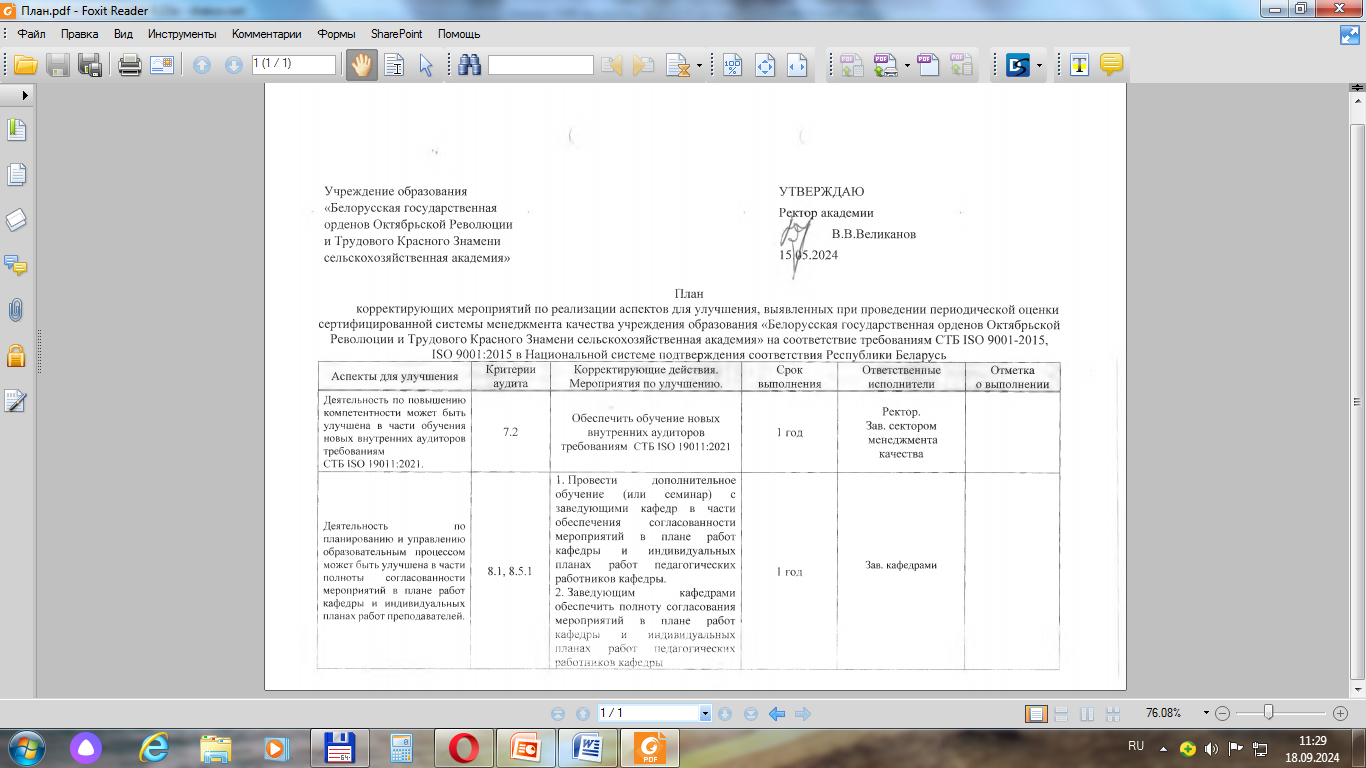 План.pdf - Foxit Reader
Файл Правка Вид Инструменты Комментарии Формы SharePoint Помощь
1 (1 / 1)
Учреждение образования
«Белорусская государственная
орденов Октябрьской Революции
и Трудового Красного Знамени
сельскохозяйственная академия»
УТВЕРЖДАЮ
Ректор академии
В.В.Великанов
15.05.2024
План
корректирующих мероприятий по реализации аспектов для улучшения, выявленных при проведении периодической оценки
сертифицированной системы менеджмента качества учреждения образования «Белорусская государственная орденов Октябрьской
Революции и Трудового Красного Знамени сельскохозяйственная академия» на соответствие требованиям СТБ ISO 9001-2015,
ISO 9001:2015 в Национальной системе подтверждения соответствия Республики Беларусь
Аспекты для улучшения
Критерии
аудита
Корректирующие действия.
Мероприятия по улучшению.
Срок
выполнения
Ответственные
исполнители
Отметка
о выполнении
Деятельность по повышению
компетентности может быть
улучшена в части обучения
новых внутренних аудиторов
требованиям
СТБ ISO 19011:2021.
7.2
Обеспечить обучение новых
внутренних аудиторов
требованиям СТБ ISO 19011:2021
1 год
Ректор.
Зав. сектором
менеджмента
качества
Деятельность по
планированию и управлению
образовательным процессом
может быть улучшена в части
полноты согласованности
мероприятий в плане работ
кафедры и индивидуальных
планах работ преподавателей.
8.1, 8.5.1
1. Провести дополнительное
обучение (или семинар) с
заведующими кафедр в части
обеспечения согласованности
мероприятий в плане работ
кафедры и индивидуальных
планах работ педагогических
работников кафедры.
2. Заведующим кафедрами
обеспечить полноту согласования
мероприятий в плане работ
кафедры и индивидуальных
планах работ педагогических
работников кафедры
1 год
Зав. кафедрами
1 / 1
76.08%
RU
11:29
18.09.2024